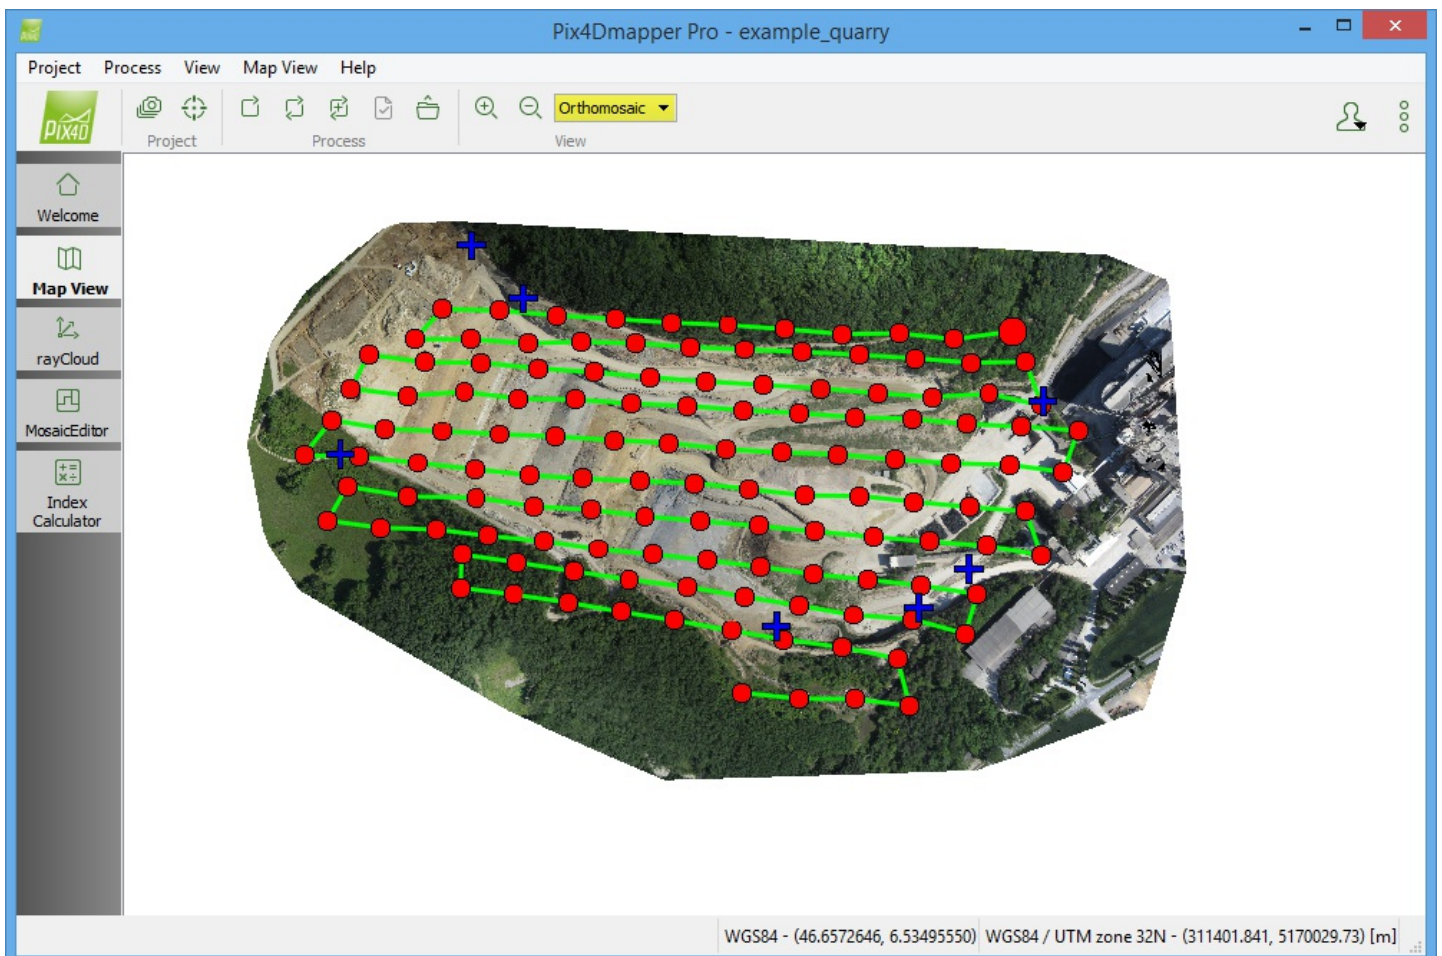 Pix4Dmapper Pro - example_quarry
Project Process View Map View Help
PIX4D
Orthomosaic
Project Process View
Welcome
Map View
rayCloud
MosaicEditor
Index
Calculator
WGS84 - (46.6572646, 6.53495550) WGS84 / UTM zone 32N - (311401.841, 5170029.73) [m]